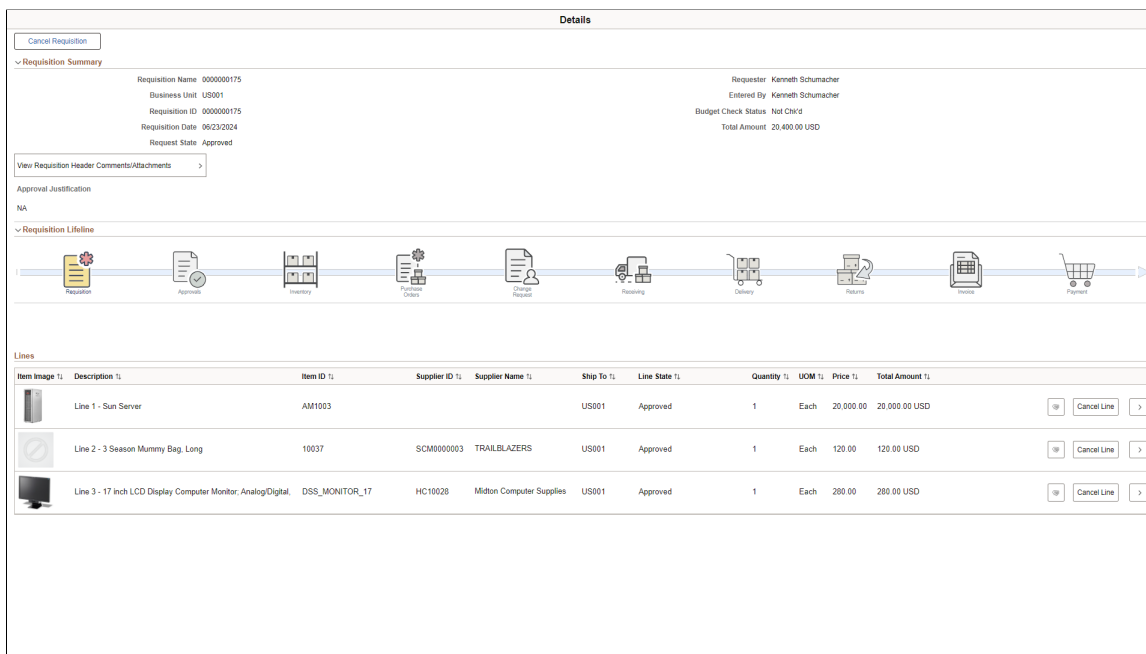 Details
Cancel Requisition
Requisition Summary
Requisition Name 0000000175
Requester Kenneth Schumacher
Business Unit US001
Entered By Kenneth Schumacher
Requisition ID 0000000175
Budget Check Status Not Chk'd
Requisition Date 06/23/2024
Total Amount 20,400.00 USD
Request State Approved
View Requisition Header Comments/Attachments
Approval Justification
NA
Requisition Lifeline
Requisition
Approvals
Inventory
Purchase
Orders
Change
Request
Receiving
Delivery
Returns
Invoice
Payment
Lines
Item Image Description Item ID Supplier ID Supplier Name Ship To Line State Quantity UOM Price Total Amount
Line 1 - Sun Server AM1003 US001 Approved 1 Each 20,000.00 20,000.00 USD Cancel Line
Line 2 - 3 Season Mummy Bag, Long 10037 SCM0000003 TRAILBLAZERS US001 Approved 1 Each 120.00 120.00 USD Cancel Line
Line 3 - 17 inch LCD Display Computer Monitor; Analog/Digital, DSS_MONITOR_17 HC10028 Midton Computer Supplies US001 Approved 1 Each 280.00 280.00 USD Cancel Line